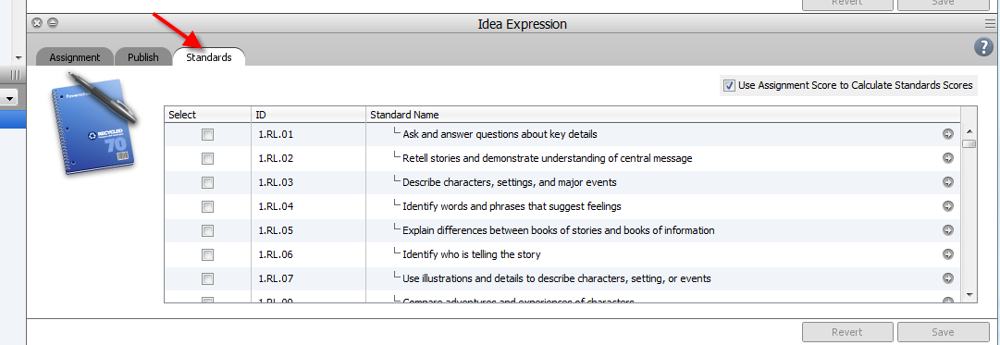 Revert Save
Idea Expression
Assignment Publish Standards
?
Use Assignment Score to Calculate Standards Scores
RECYCLED
70
Select ID Standard Name
1.RL.01 Ask and answer questions about key details
1.RL.02 Retell stories and demonstrate understanding of central message
1.RL.03 Describe characters, settings, and major events
1.RL.04 Identify words and phrases that suggest feelings
1.RL.05 Explain differences between books of stories and books of information
1.RL.06 Identify who is telling the story
1.RL.07 Use illustrations and details to describe characters, setting, or events
1.RL.09 Compare adventures and experiences of characters
Revert Save